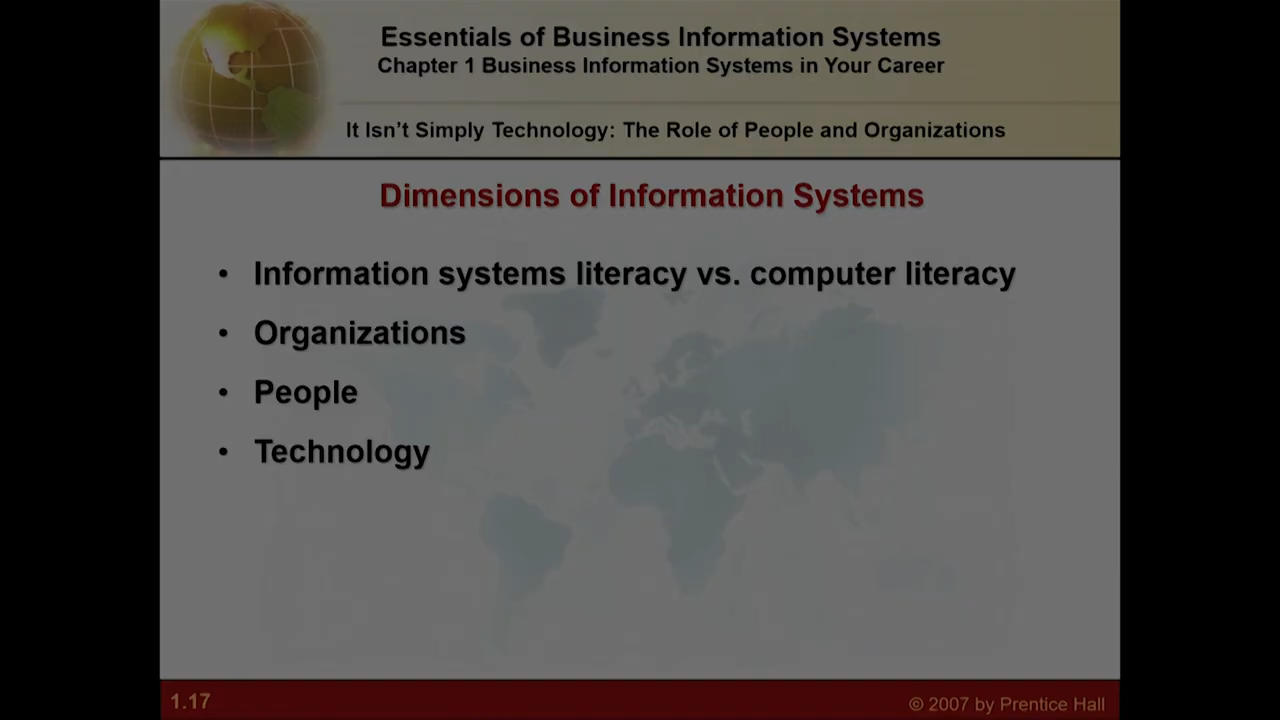 Essentials of Business Information Systems
Chapter 1 Business Information Systems in Your Career
It Isn't Simply Technology: The Role of People and Organizations
Dimensions of Information Systems
• Information systems literacy vs. computer literacy
• Organizations
• People
• Technology
1.17
© 2007 by Prentice Hall